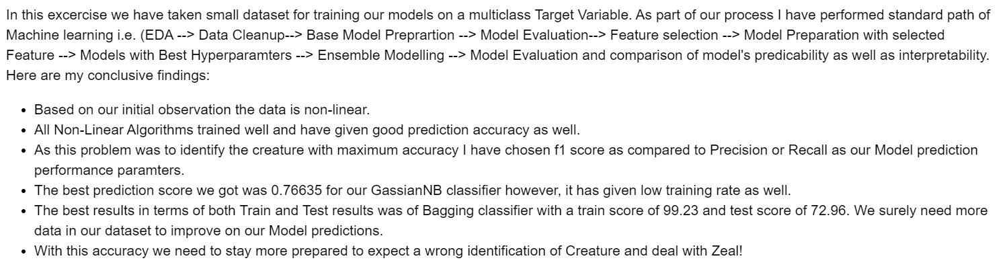 In this excercise we have taken small dataset for training our models on a multiclass Target Variable. As part of our process I have performed standard path of
Machine learning i.e. (EDA --> Data Cleanup--> Base Model Preprartion --> Model Evaluation--> Feature selection --> Model Preparation with selected
Feature --> Models with Best Hyperparamters --> Ensemble Modelling --> Model Evaluation and comparison of model's predicability as well as interpretability.
Here are my conclusive findings:
• Based on our initial observation the data is non-linear.
• All Non-Linear Algorithms trained well and have given good prediction accuracy as well.
• As this problem was to identify the creature with maximum accuracy I have chosen f1 score as compared to Precision or Recall as our Model prediction
performance paramters.
• The best prediction score we got was 0.76635 for our GassianNB classifier however, it has given low training rate as well.
• The best results in terms of both Train and Test results was of Bagging classifier with a train score of 99.23 and test score of 72.96. We surely need more
data in our dataset to improve on our Model predictions.
• With this accuracy we need to stay more prepared to expect a wrong identification of Creature and deal with Zeal!